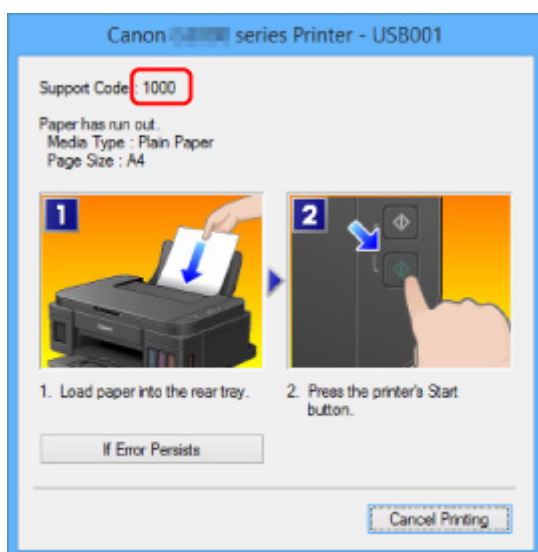 Canon series Printer - USB001
Support Code : 1000
Paper has run out.
Media Type : Plain Paper
Page Size : A4
1
2
1. Load paper into the rear tray.
2. Press the printer's Start
button.
If Error Persists
Cancel Printing